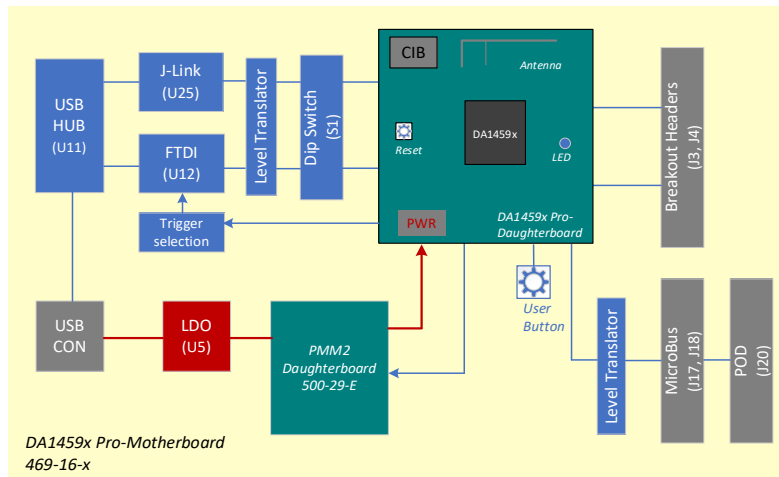 USB
HUB
(U11)
J-Link
(U25)
FTDI
(U12)
Trigger
selection
Level Translator
Dip Switch
(S1)
CIB
Antenna
DA1459x
Reset
LED
PWR
DA1459x Pro-
Daughterboard
Breakout Headers
(J3, J4)
USB
CON
LDO
(U5)
PMM2
Daughterboard
500-29-E
User
Button
Level Translator
MicroBus
(J17, J18)
POD
(J20)
DA1459x Pro-Motherboard
469-16-x